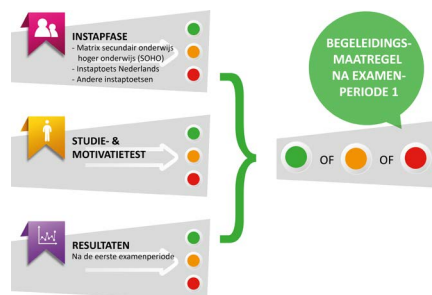 INSTAPFASE
- Matrix secundair onderwijs
hoger onderwijs (SOHO)
- Instaptoets Nederlands
- Andere instaptoetsen
STUDIE- &
MOTIVATIETEST
RESULTATEN
Na de eerste examenperiode
BEGELEIDINGS-
MAATREGEL
NA EXAMEN-
PERIODE 1
OF OF